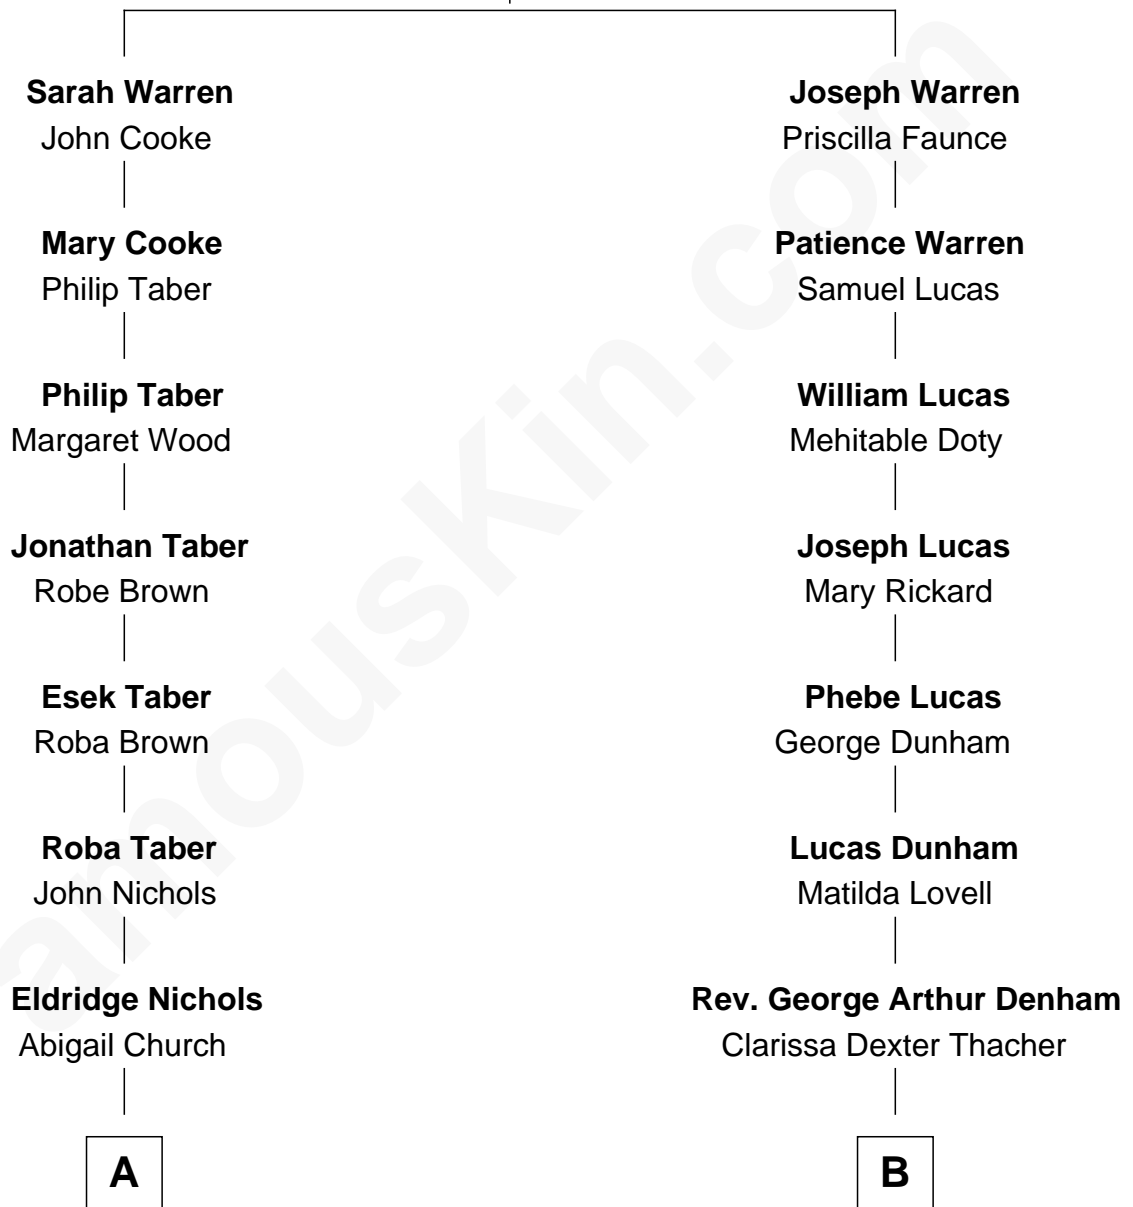 Sarah Warren
John Cooke
Mary Cooke
Philip Taber
Philip Taber
Margaret Wood
Jonathan Taber
Robe Brown
Esek Taber
Roba Brown
Roba Taber
John Nichols
Eldridge Nichols
Abigail Church
A
Joseph Warren
Priscilla Faunce
Patience Warren
Samuel Lucas
William Lucas
Mehitable Doty
Joseph Lucas
Mary Rickard
Phebe Lucas
George Dunham
Lucas Dunham
Matilda Lovell
Rev. George Arthur Denham
Clarissa Dexter Thacher
B
amousKin.com